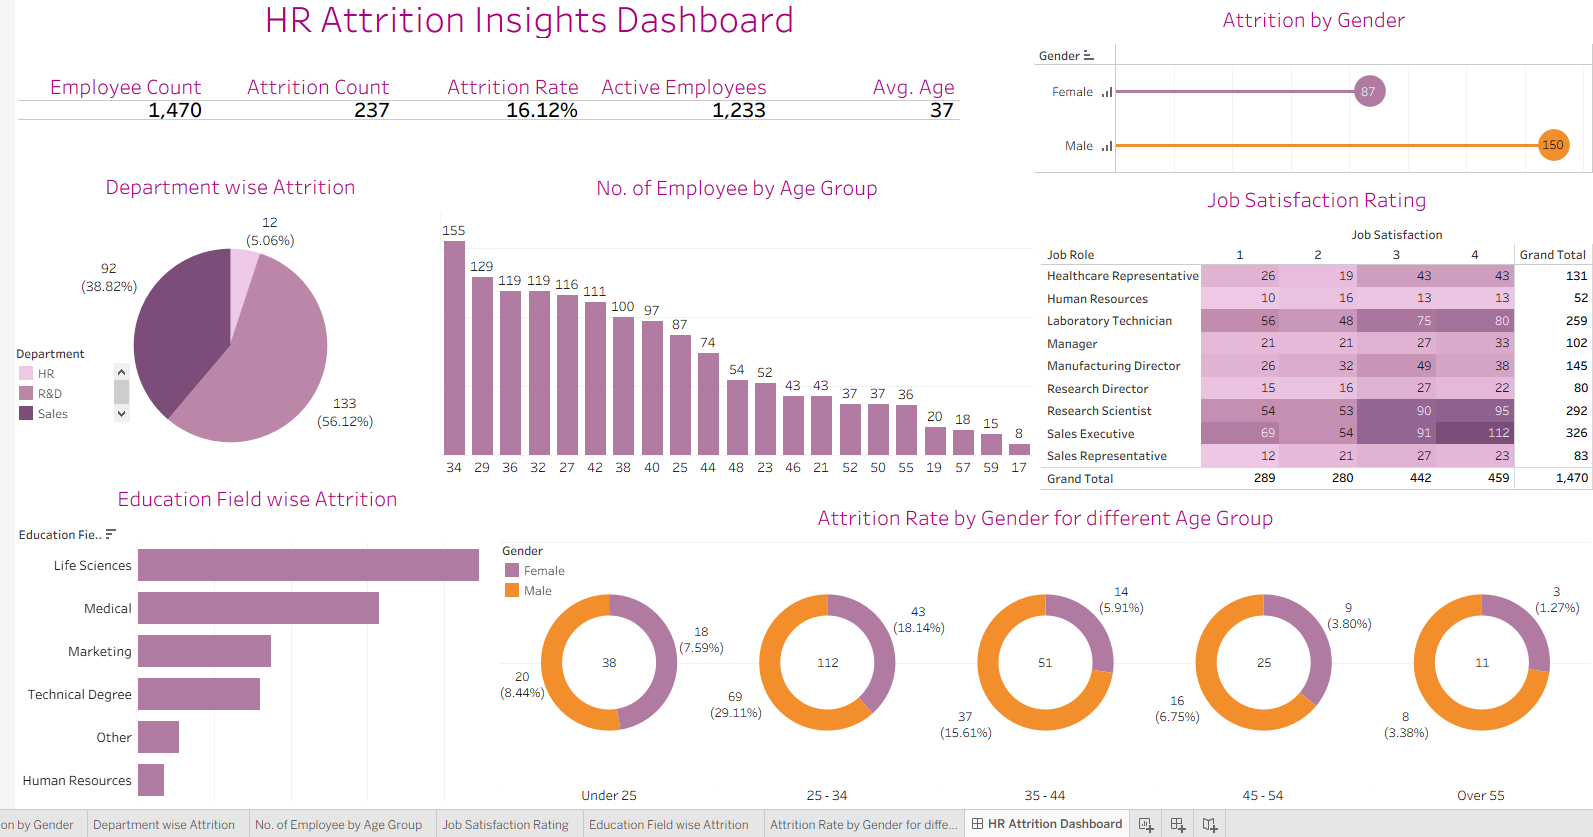 HR Attrition Insights Dashboard
Employee Count Attrition Count Attrition Rate Active Employees Avg. Age
1,470 237 16.12% 1,233 37
Attrition by Gender
Gender
Female 87
Male 150
Department wise Attrition
12
(5.06%)
92
(38.82%)
133
(56.12%)
Department
HR
R&D
Sales
No. of Employee by Age Group
155 129 119 119 116 111 100 97 87 74 54 52 43 43 37 37 36 20 18 15 8
34 29 36 32 27 42 38 40 25 44 48 23 46 21 52 50 55 19 57 59 17
Job Satisfaction Rating
Job Satisfaction
Job Role 1 2 3 4 Grand Total
Healthcare Representative 26 19 43 43 131
Human Resources 10 16 13 13 52
Laboratory Technician 56 48 75 80 259
Manager 21 21 27 33 102
Manufacturing Director 26 32 49 38 145
Research Director 15 16 27 22 80
Research Scientist 54 53 90 95 292
Sales Executive 69 54 91 112 326
Sales Representative 12 21 27 23 83
Grand Total 289 280 442 459 1,470
Education Field wise Attrition
Education Fie..
Life Sciences
Medical
Marketing
Technical Degree
Other
Human Resources
Attrition Rate by Gender for different Age Group
Gender
Female
Male
18
(7.59%)
38
20
(8.44%)
43
(18.14%)
112
69
(29.11%)
14
(5.91%)
51
37
(15.61%)
9
(3.80%)
25
16
(6.75%)
3
(1.27%)
11
8
(3.38%)
Under 25 25 - 34 35 - 44 45 - 54 Over 55
on by Gender Department wise Attrition No. of Employee by Age Group Job Satisfaction Rating Education Field wise Attrition Attrition Rate by Gender for diffe... HR Attrition Dashboard